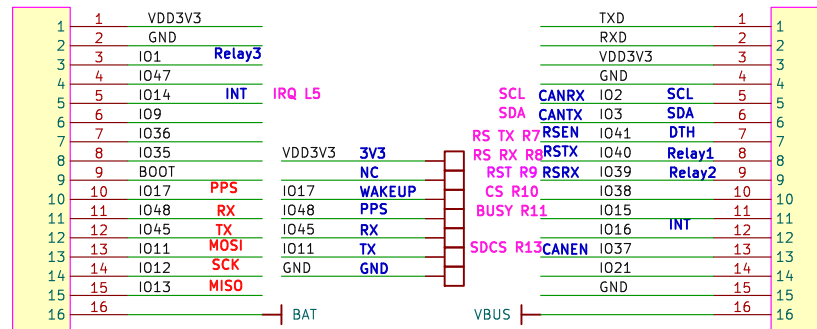 1 VDD3V3 TXD 1
1 1
2 GND RXD 2
2 2
3 IO1 Relay3 VDD3V3 3
3 3
4 IO47 GND 4
4 4
5 IO14 INT IRQ L5 SCL CANRX IO2 SCL 5
5 5
6 IO9 SDA CANTX IO3 SDA 6
6 6
7 IO36 RS TX R7 RSEN IO41 DTH 7
7 7
8 IO35 VDD3V3 3V3 RS RX R8 RSTX IO40 Relay1 8
8 8
9 BOOT NC RST R9 RSRX IO39 Relay2 9
9 9
10 IO17 PPS IO17 WAKEUP CS R10 IO38 10
10 10
11 IO48 RX IO48 PPS BUSY R11 IO15 11
11 11
12 IO45 TX IO45 RX IO16 INT 12
12 12
13 IO11 MOSI IO11 TX SDCS R13 CANEN IO37 13
13 13
14 IO12 SCK GND GND IO21 14
14 14
15 IO13 MISO GND 15
15 15
16 16
16 BAT VBUS 16